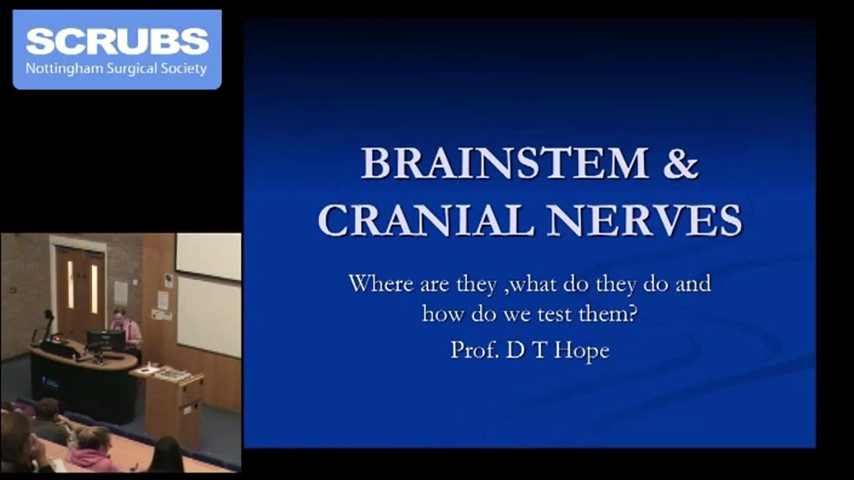 SCRUBS
Nottingham Surgical Society
BRAINSTEM &
CRANIAL NERVES
Where are they ,what do they do and
how do we test them?
Prof. D T Hope